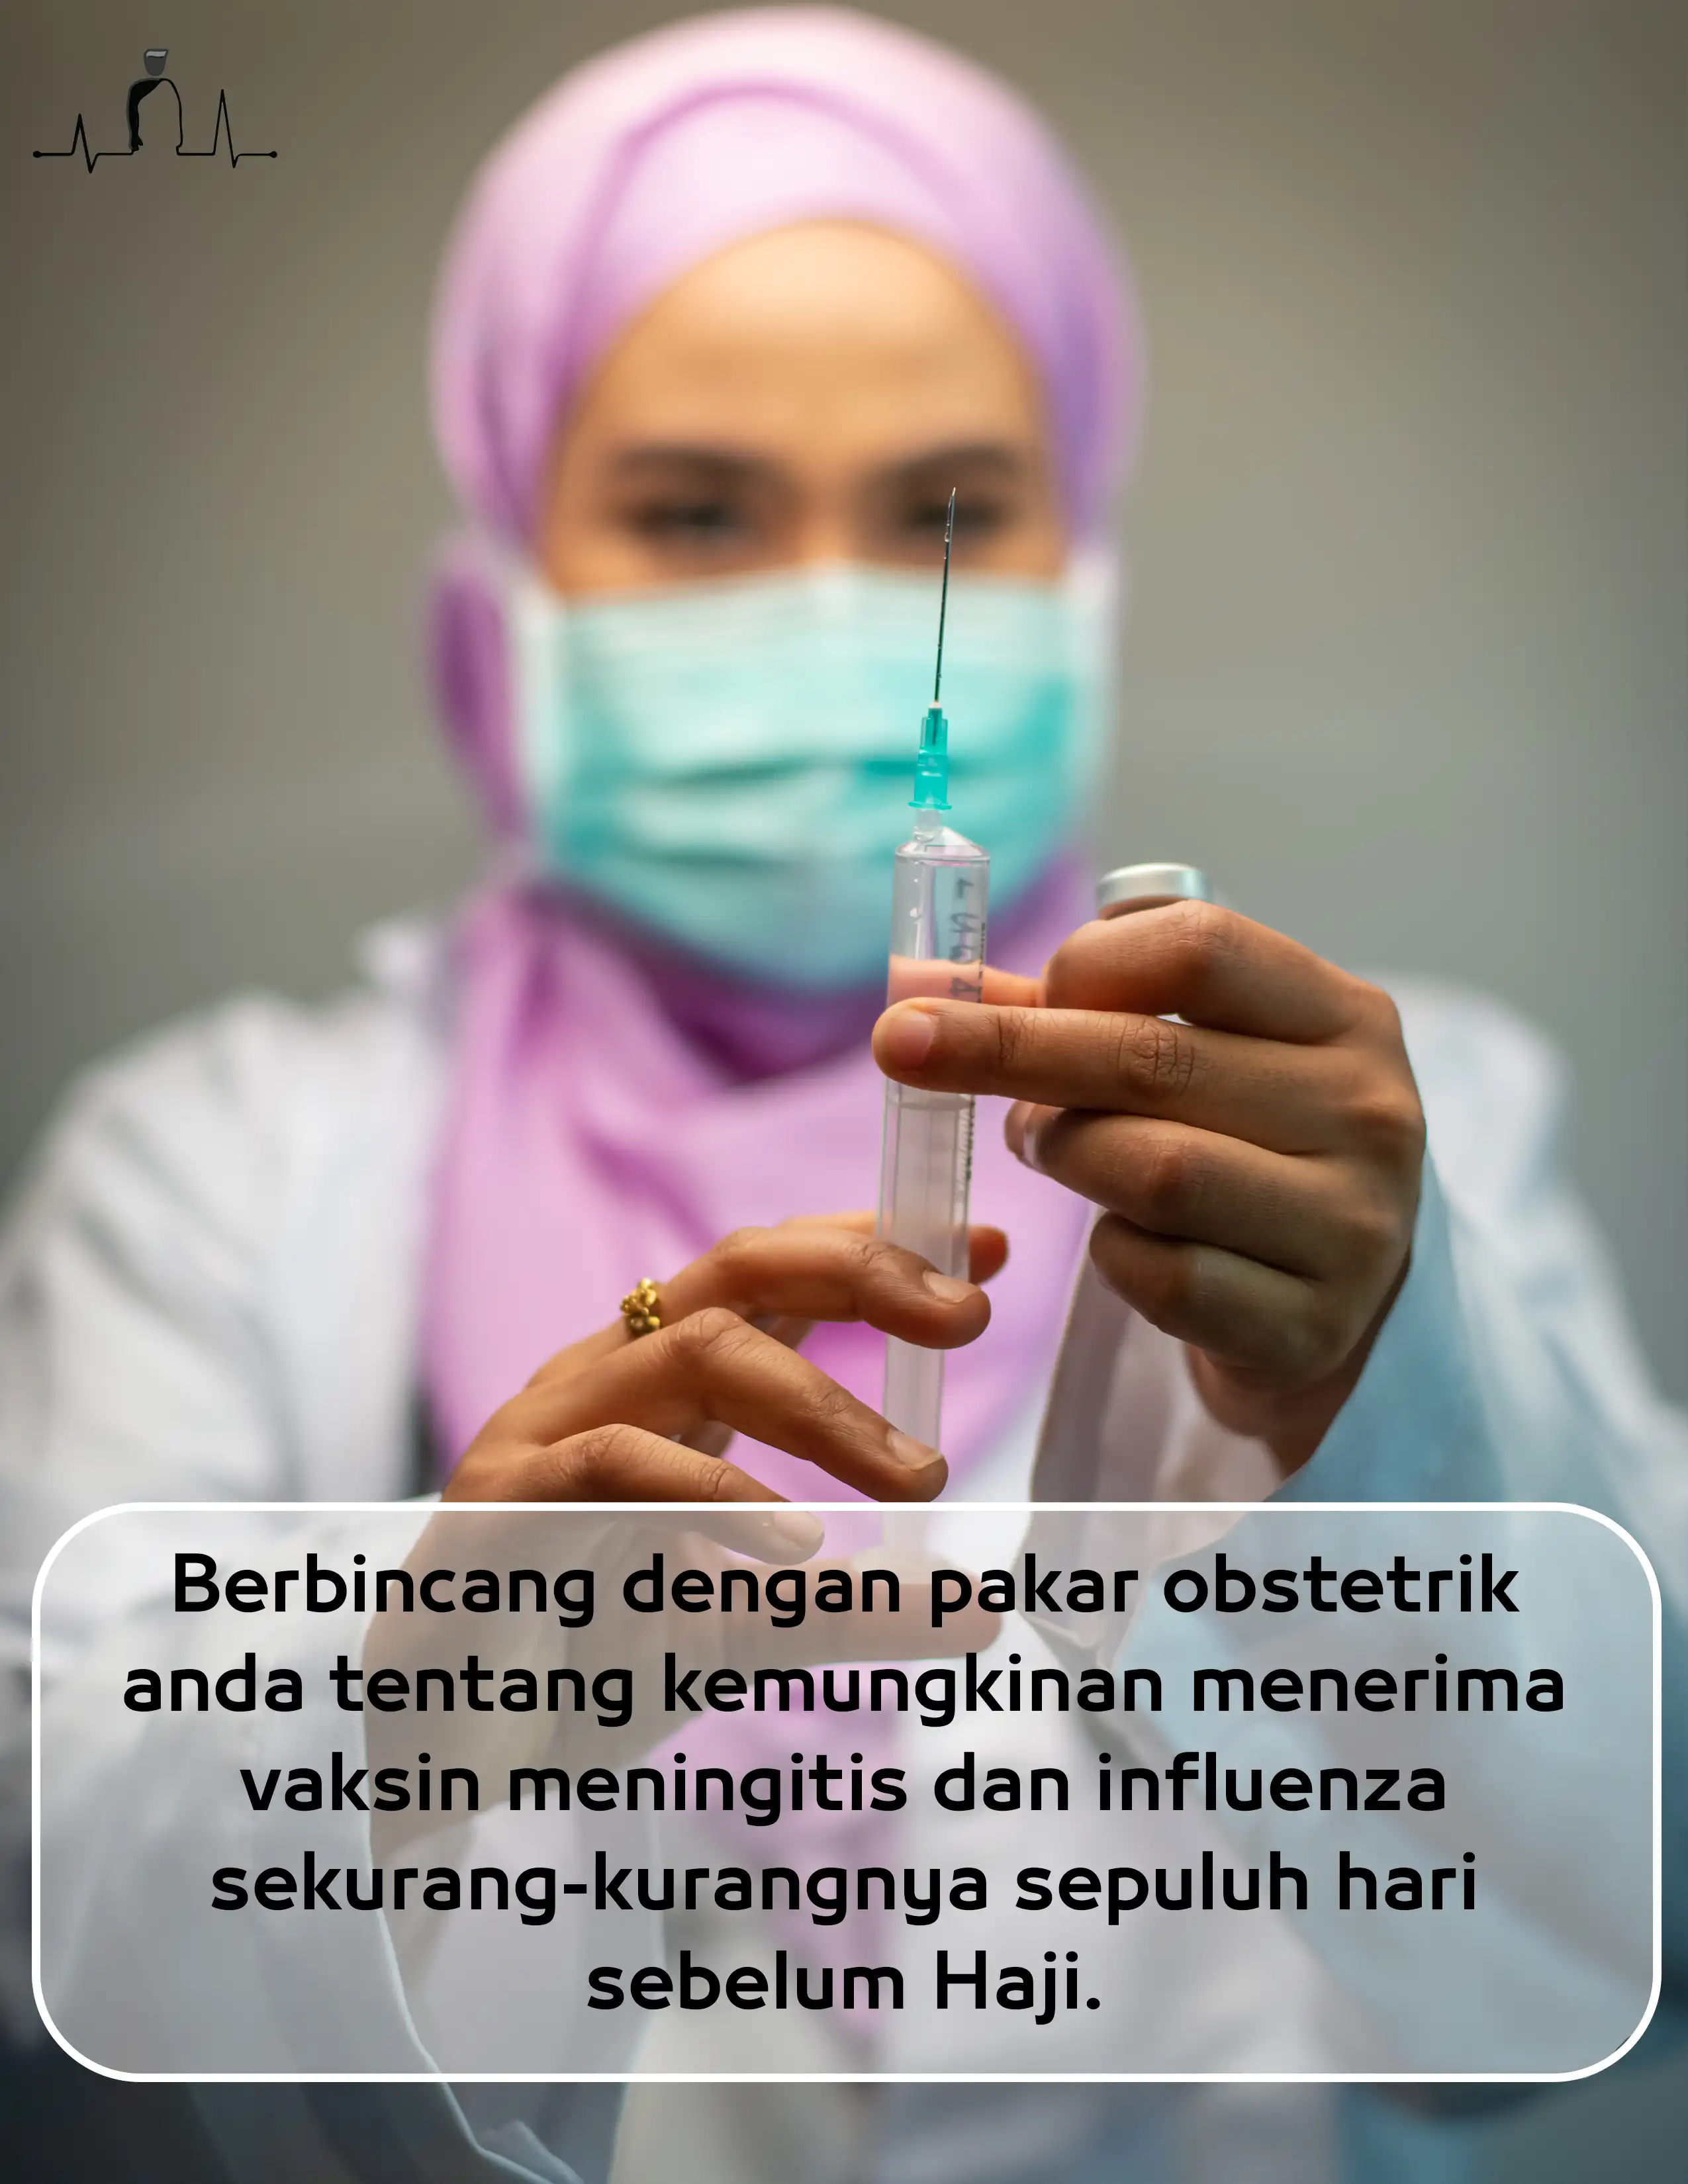 Berbincang dengan pakar obstetrik
anda tentang kemungkinan menerima
vaksin meningitis dan influenza
sekurang-kurangnya sepuluh hari
sebelum Haji.